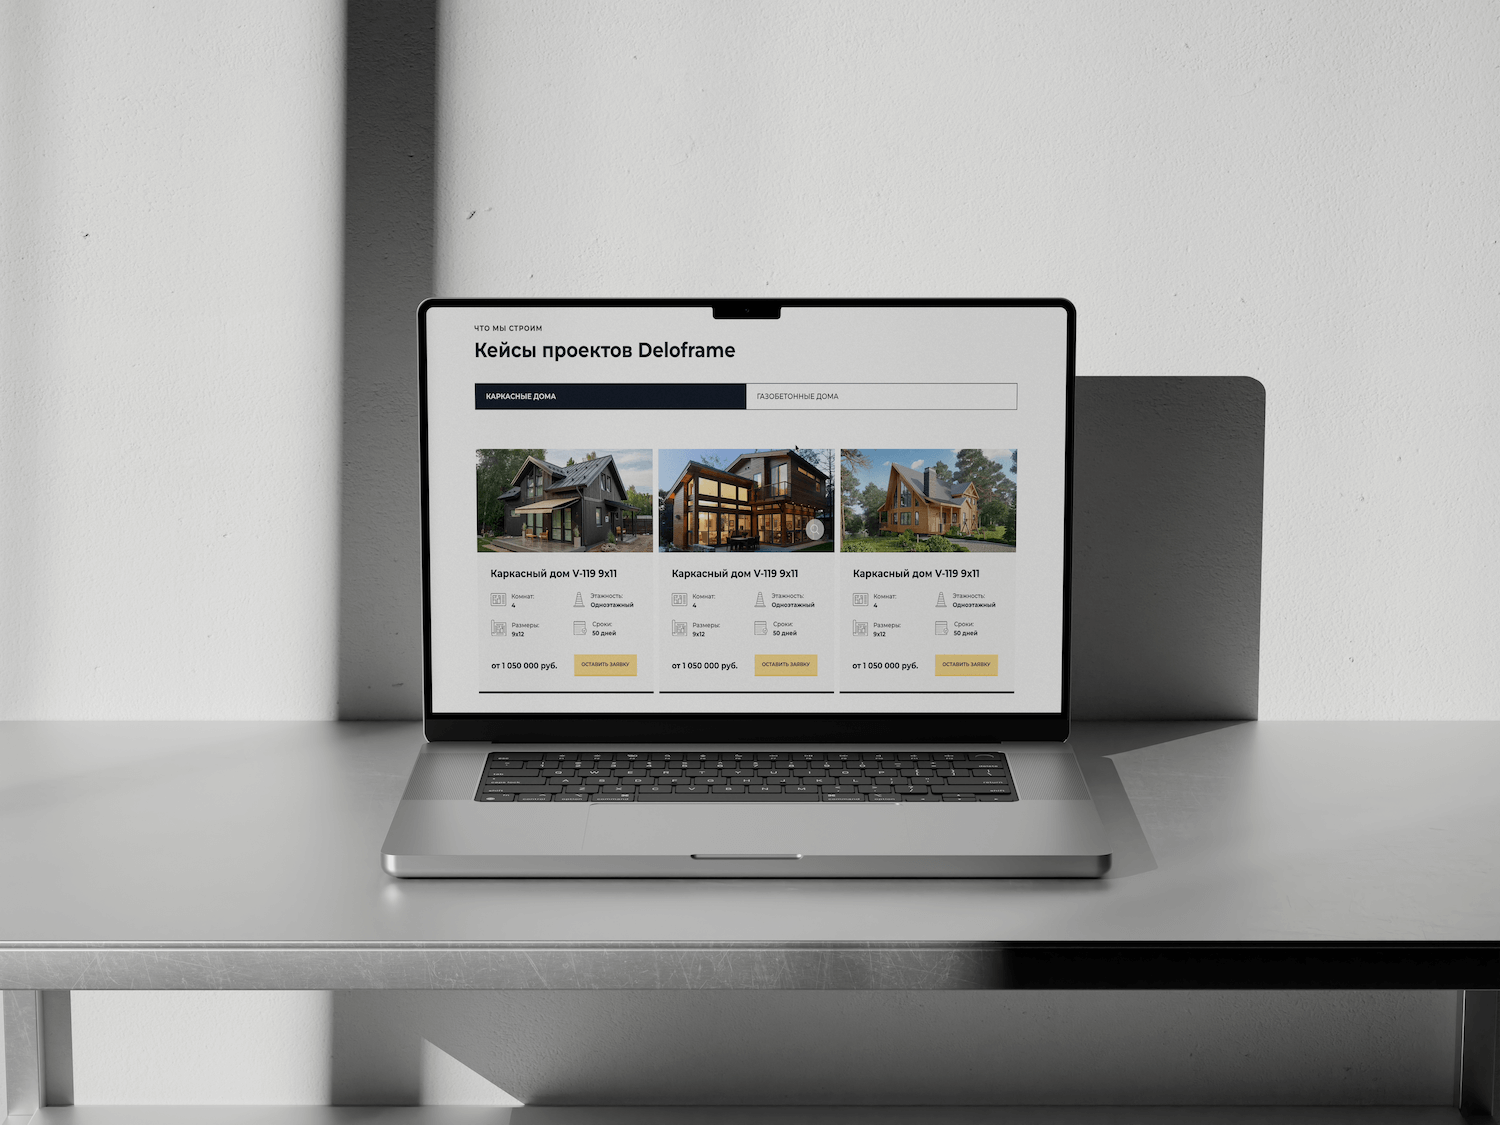 ЧТО МЫ СТРОИМ
Кейсы проектов Deloframe
КАРКАСНЫЕ ДОМА
ГАЗОБЕТОННЫЕ ДОМА
Каркасный дом V-119 9x11
Комнат:
4
Этажность:
Одноэтажный
Размеры:
9x12
Сроки:
50 дней
от 1 050 000 руб.
ОСТАВИТЬ ЗАЯВКУ
Каркасный дом V-119 9x11
Комнат:
4
Этажность:
Одноэтажный
Размеры:
9x12
Сроки:
50 дней
от 1 050 000 руб.
ОСТАВИТЬ ЗАЯВКУ
Каркасный дом V-119 9x11
Комнат:
4
Этажность:
Одноэтажный
Размеры:
9x12
Сроки:
50 дней
от 1 050 000 руб.
ОСТАВИТЬ ЗАЯВКУ
Q W E R T Y U I O P
A S D F G H J K L
Z X C V B N M